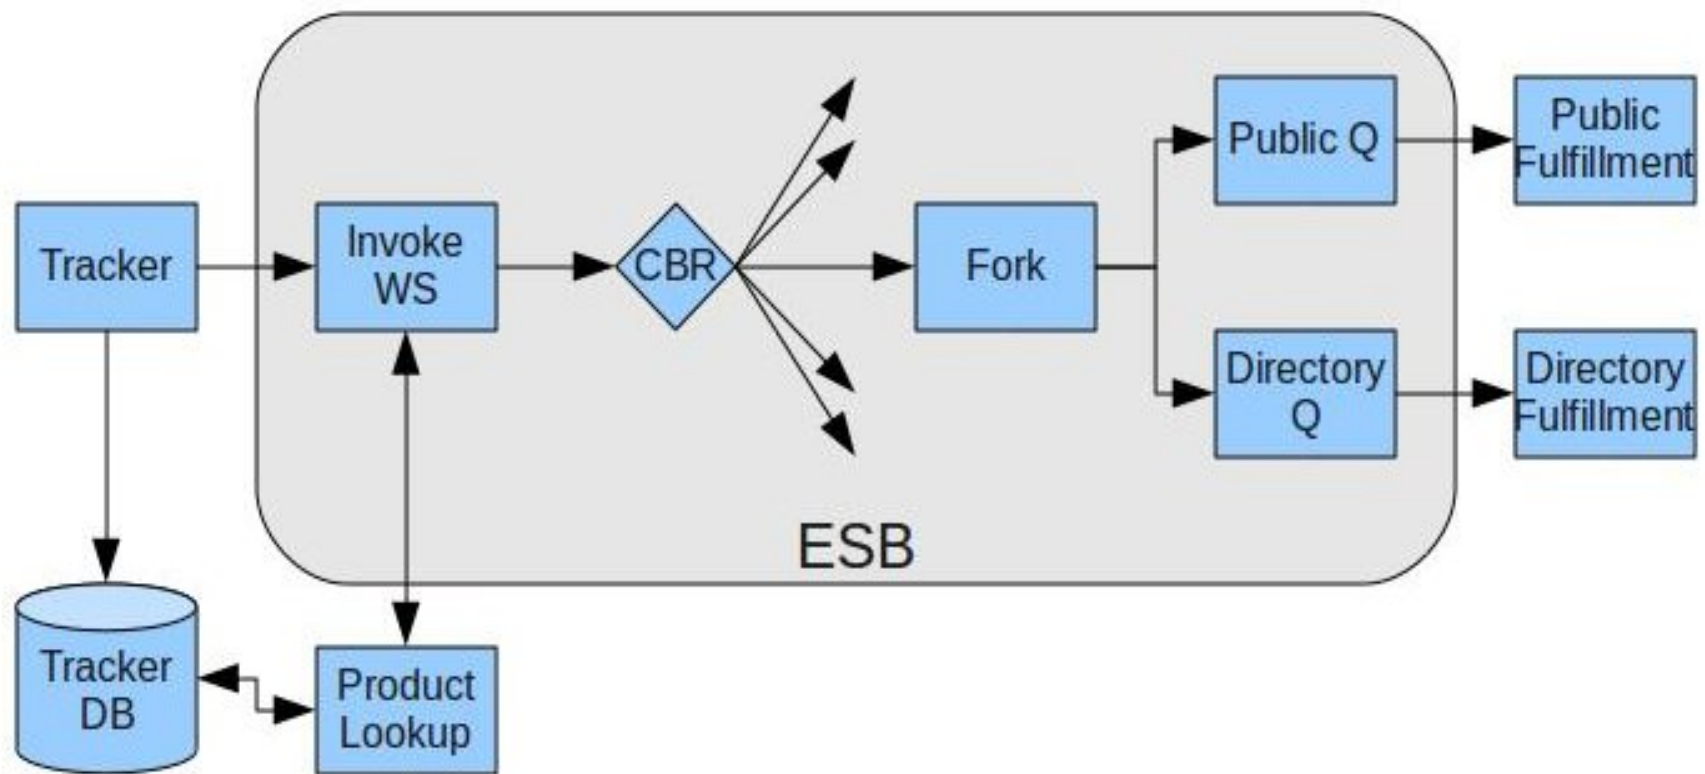 Tracker
Invoke
WS
CBR
Fork
Public Q
Public
Fulfillment
Directory
Q
Directory
Fulfillment
ESB
Tracker
DB
Product
Lookup